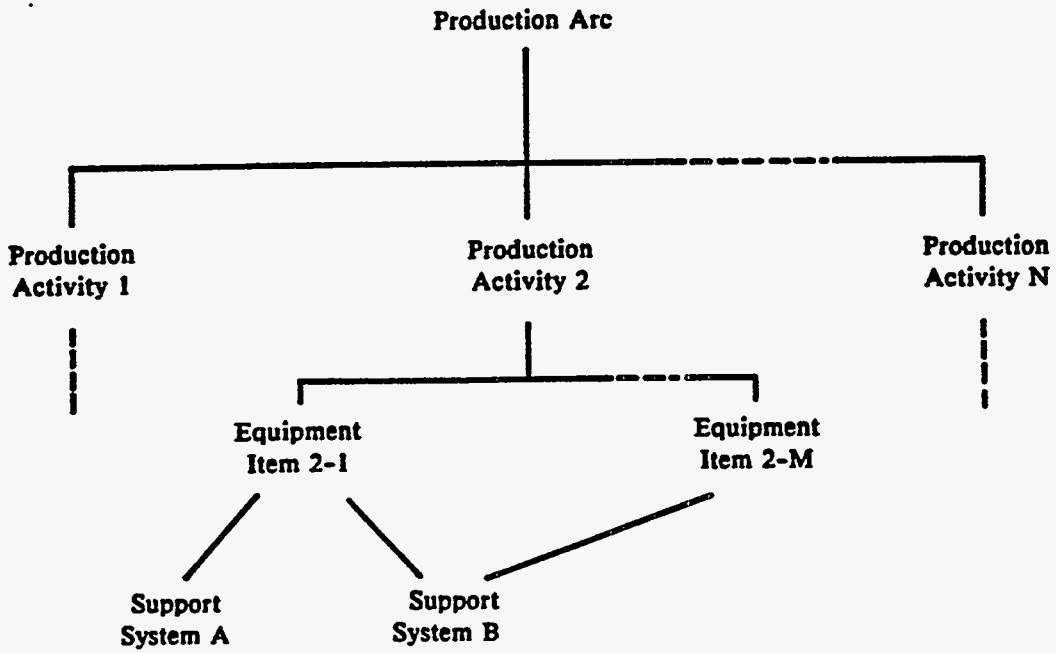 Production Arc
Production
Activity 1
Production
Activity 2
Production
Activity N
Equipment
Item 2-1
Equipment
Item 2-M
Support
System A
Support
System B